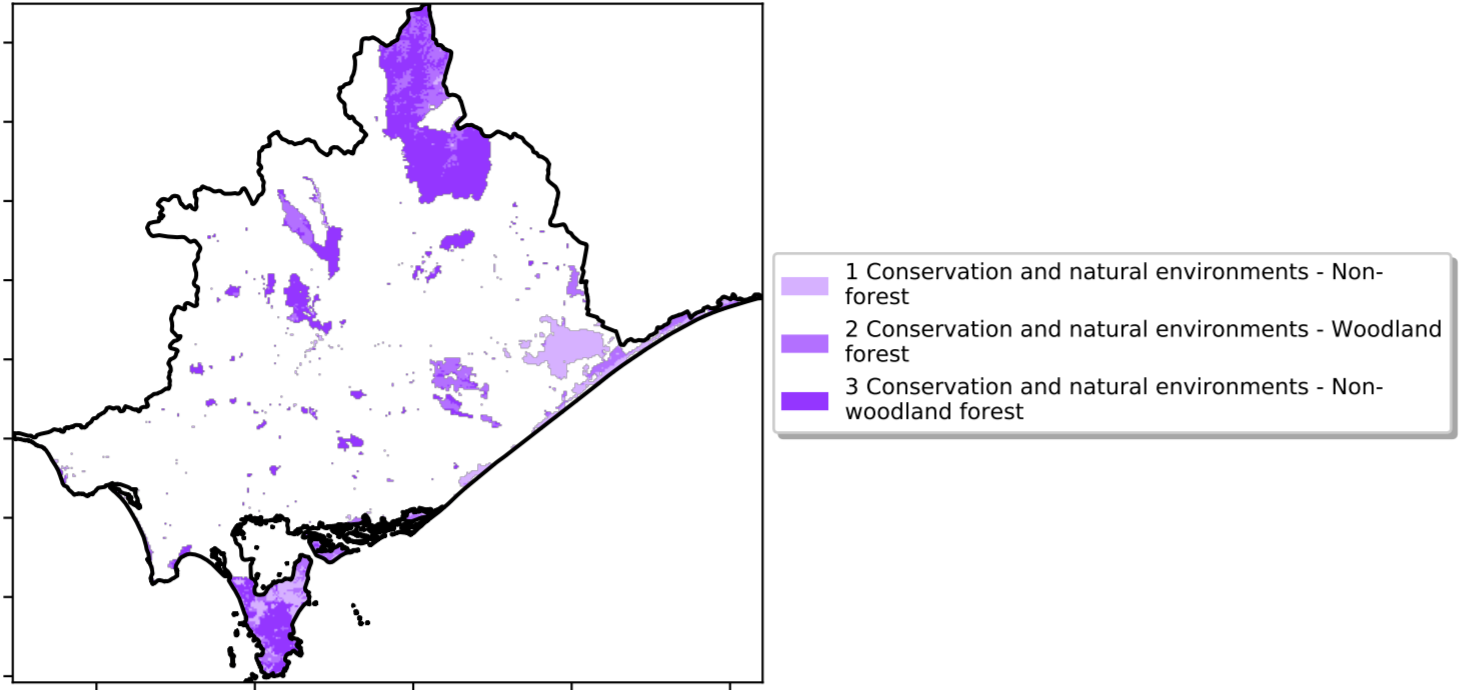 1 Conservation and natural environments - Non-
forest
2 Conservation and natural environments - Woodland
forest
3 Conservation and natural environments - Non-
woodland forest